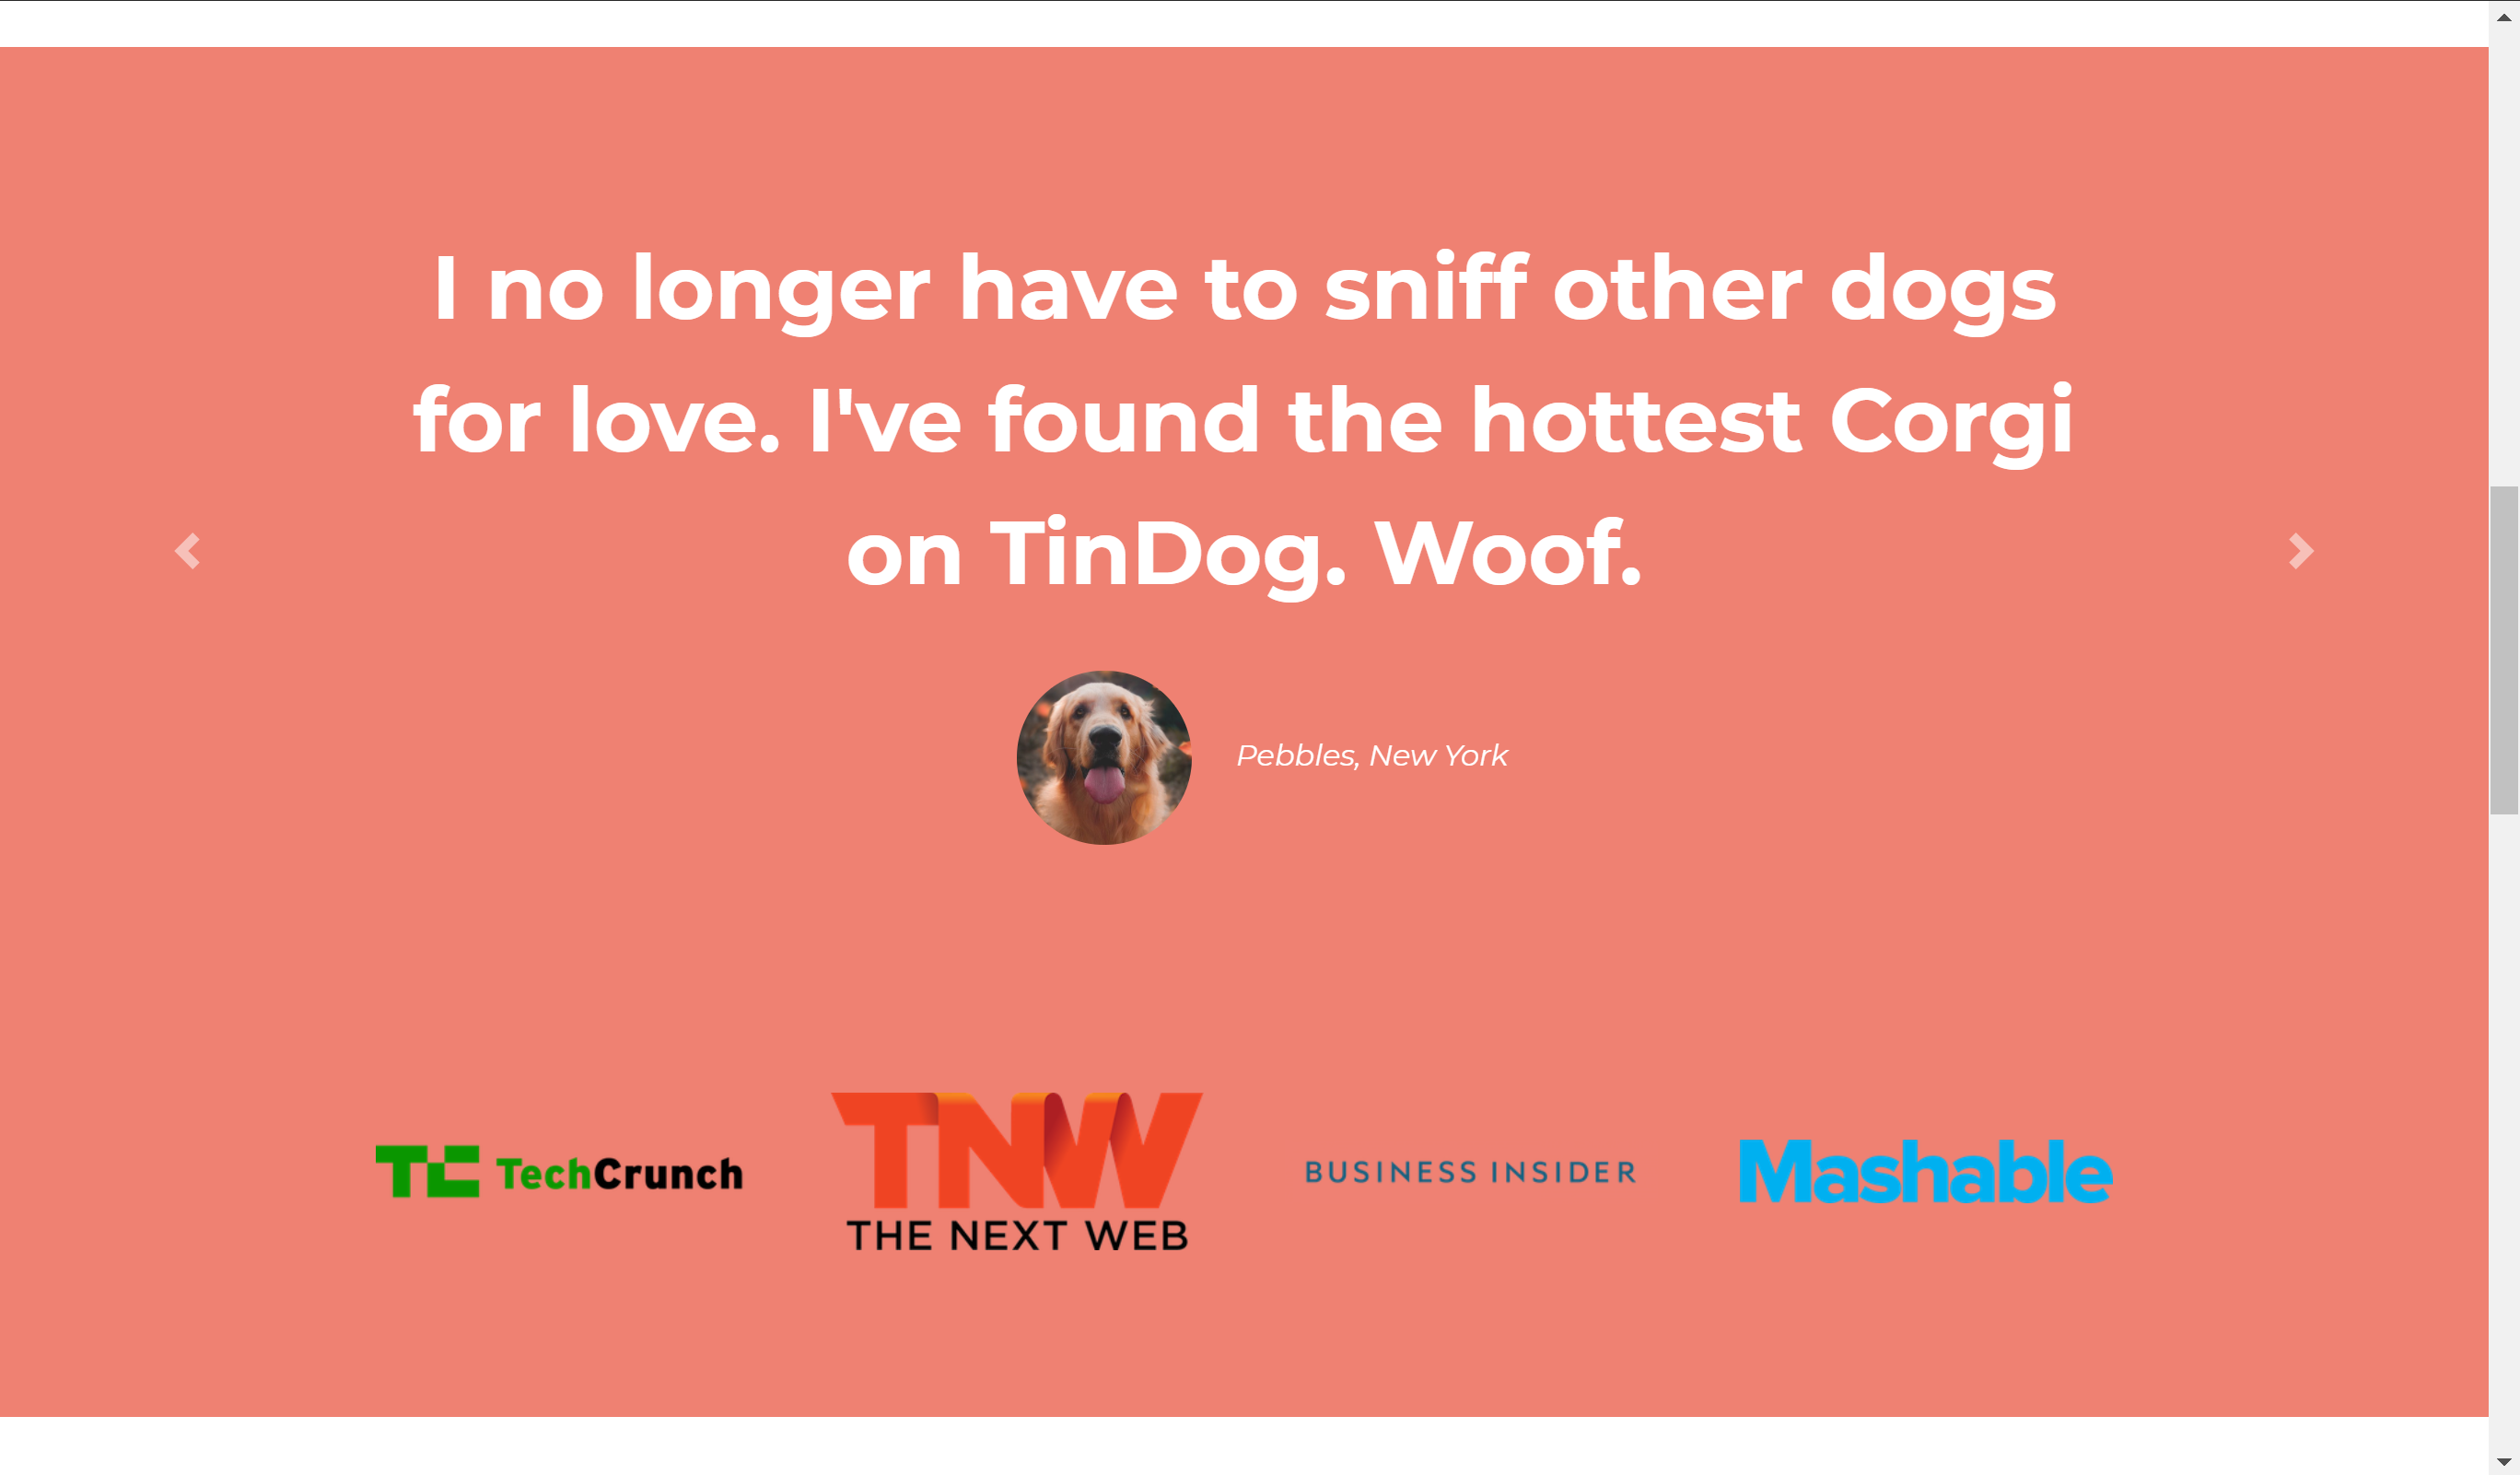 I no longer have to sniff other dogs
for love. I've found the hottest Corgi
on TinDog. Woof.
Pebbles, New York
TC TechCrunch
TNW
THE NEXT WEB
BUSINESS INSIDER
Mashable